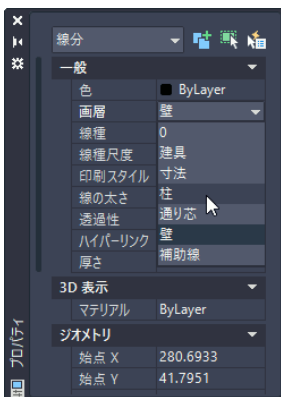 線分
一般
色 ByLayer
画層 壁
線種 0
線種尺度 建具
印刷スタイル 寸法
線の太さ 柱
透過性 通り芯
ハイパーリンク 壁
厚さ 補助線
3D 表示
マテリアル ByLayer
ジオメトリ
始点 X 280.6933
始点 Y 41.7951
プロパティ